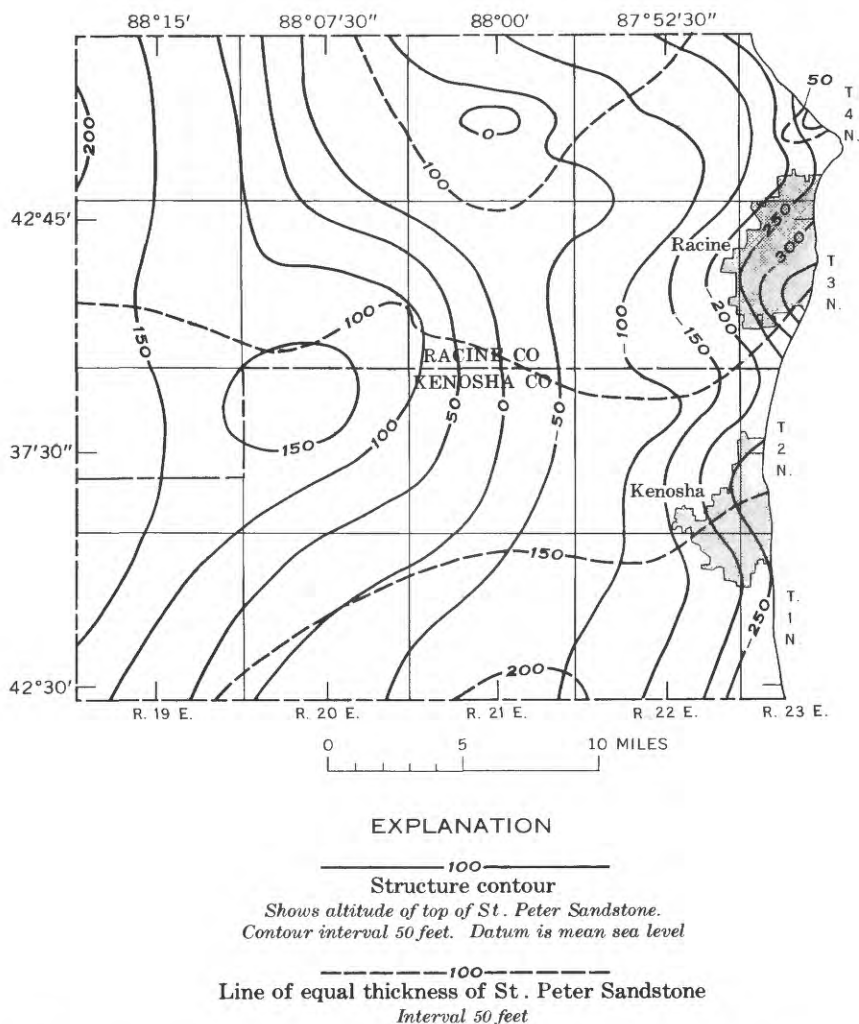 88°15' 88°07'30" 88°00' 87°52'30"
50
T.
4
N.
200
0
100
42°45'
250
Racine
300
T
3
N.
150
100
-100
-150
-200
RACINE CO
KENOSHA CO
50
0
-50
150
100
37'30"
T
2
N.
Kenosha
150
T.
1
N.
-250
200
42°30'
R. 19 E. R. 20 E. R. 21 E. R. 22 E. R. 23 E.
0 5 10 MILES
EXPLANATION
100
Structure contour
Shows altitude of top of St. Peter Sandstone.
Contour interval 50 feet. Datum is mean sea level
100
Line of equal thickness of St. Peter Sandstone
Interval 50 feet